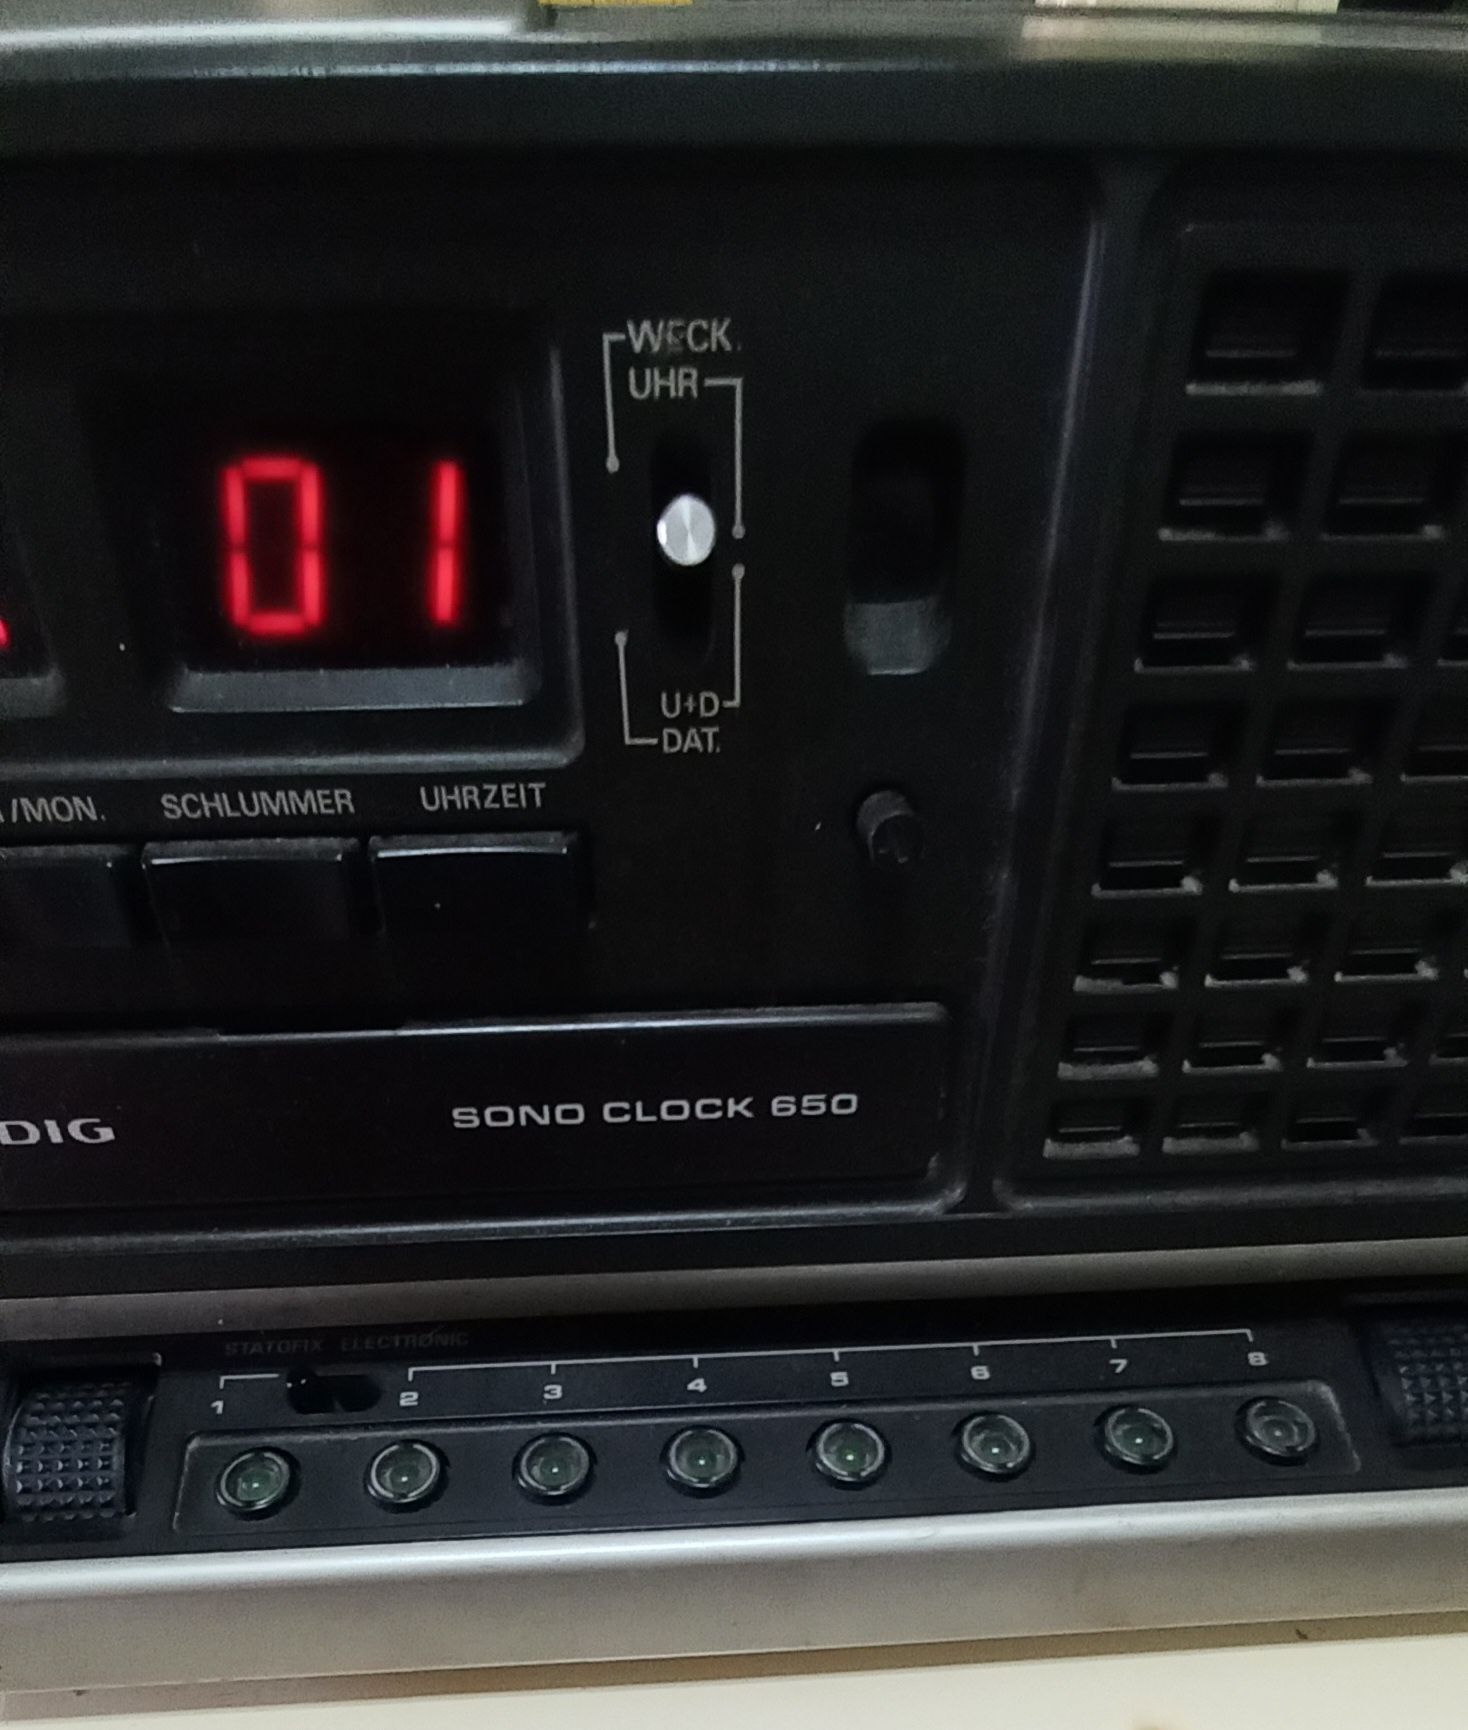 WECK.
UHR
01
U+D
DAT.
/MON. SCHLUMMER UHRZEIT
DIG SONO CLOCK 650
STATOFIX ELECTRONIC
1 2 3 4 5 6 7 8